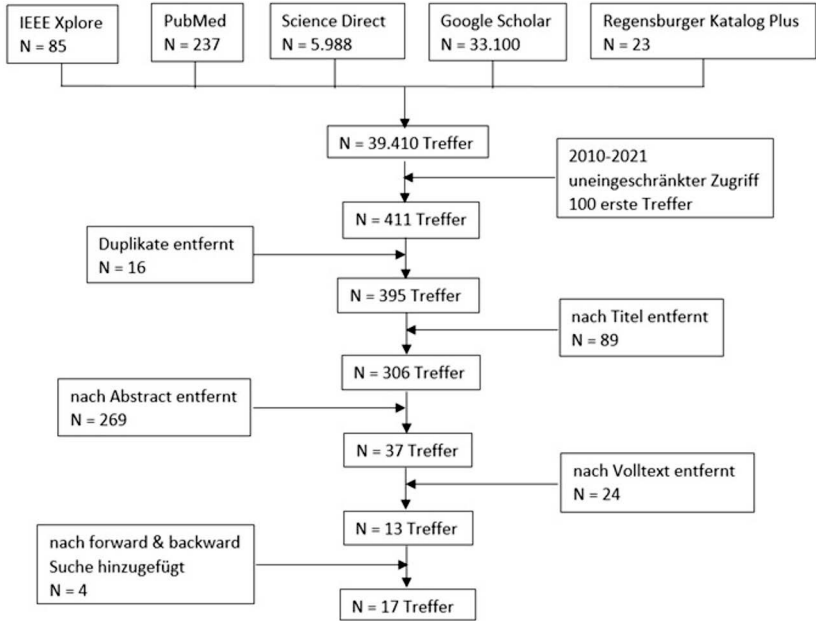 IEEE Xplore
N = 85
PubMed
N = 237
Science Direct
N = 5.988
Google Scholar
N = 33.100
Regensburger Katalog Plus
N = 23
N = 39.410 Treffer
2010-2021
uneingeschränkter Zugriff
100 erste Treffer
N = 411 Treffer
Duplikate entfernt
N = 16
N = 395 Treffer
nach Titel entfernt
N = 89
N = 306 Treffer
nach Abstract entfernt
N = 269
N = 37 Treffer
nach Volltext entfernt
N = 24
N = 13 Treffer
nach forward & backward
Suche hinzugefügt
N = 4
N = 17 Treffer